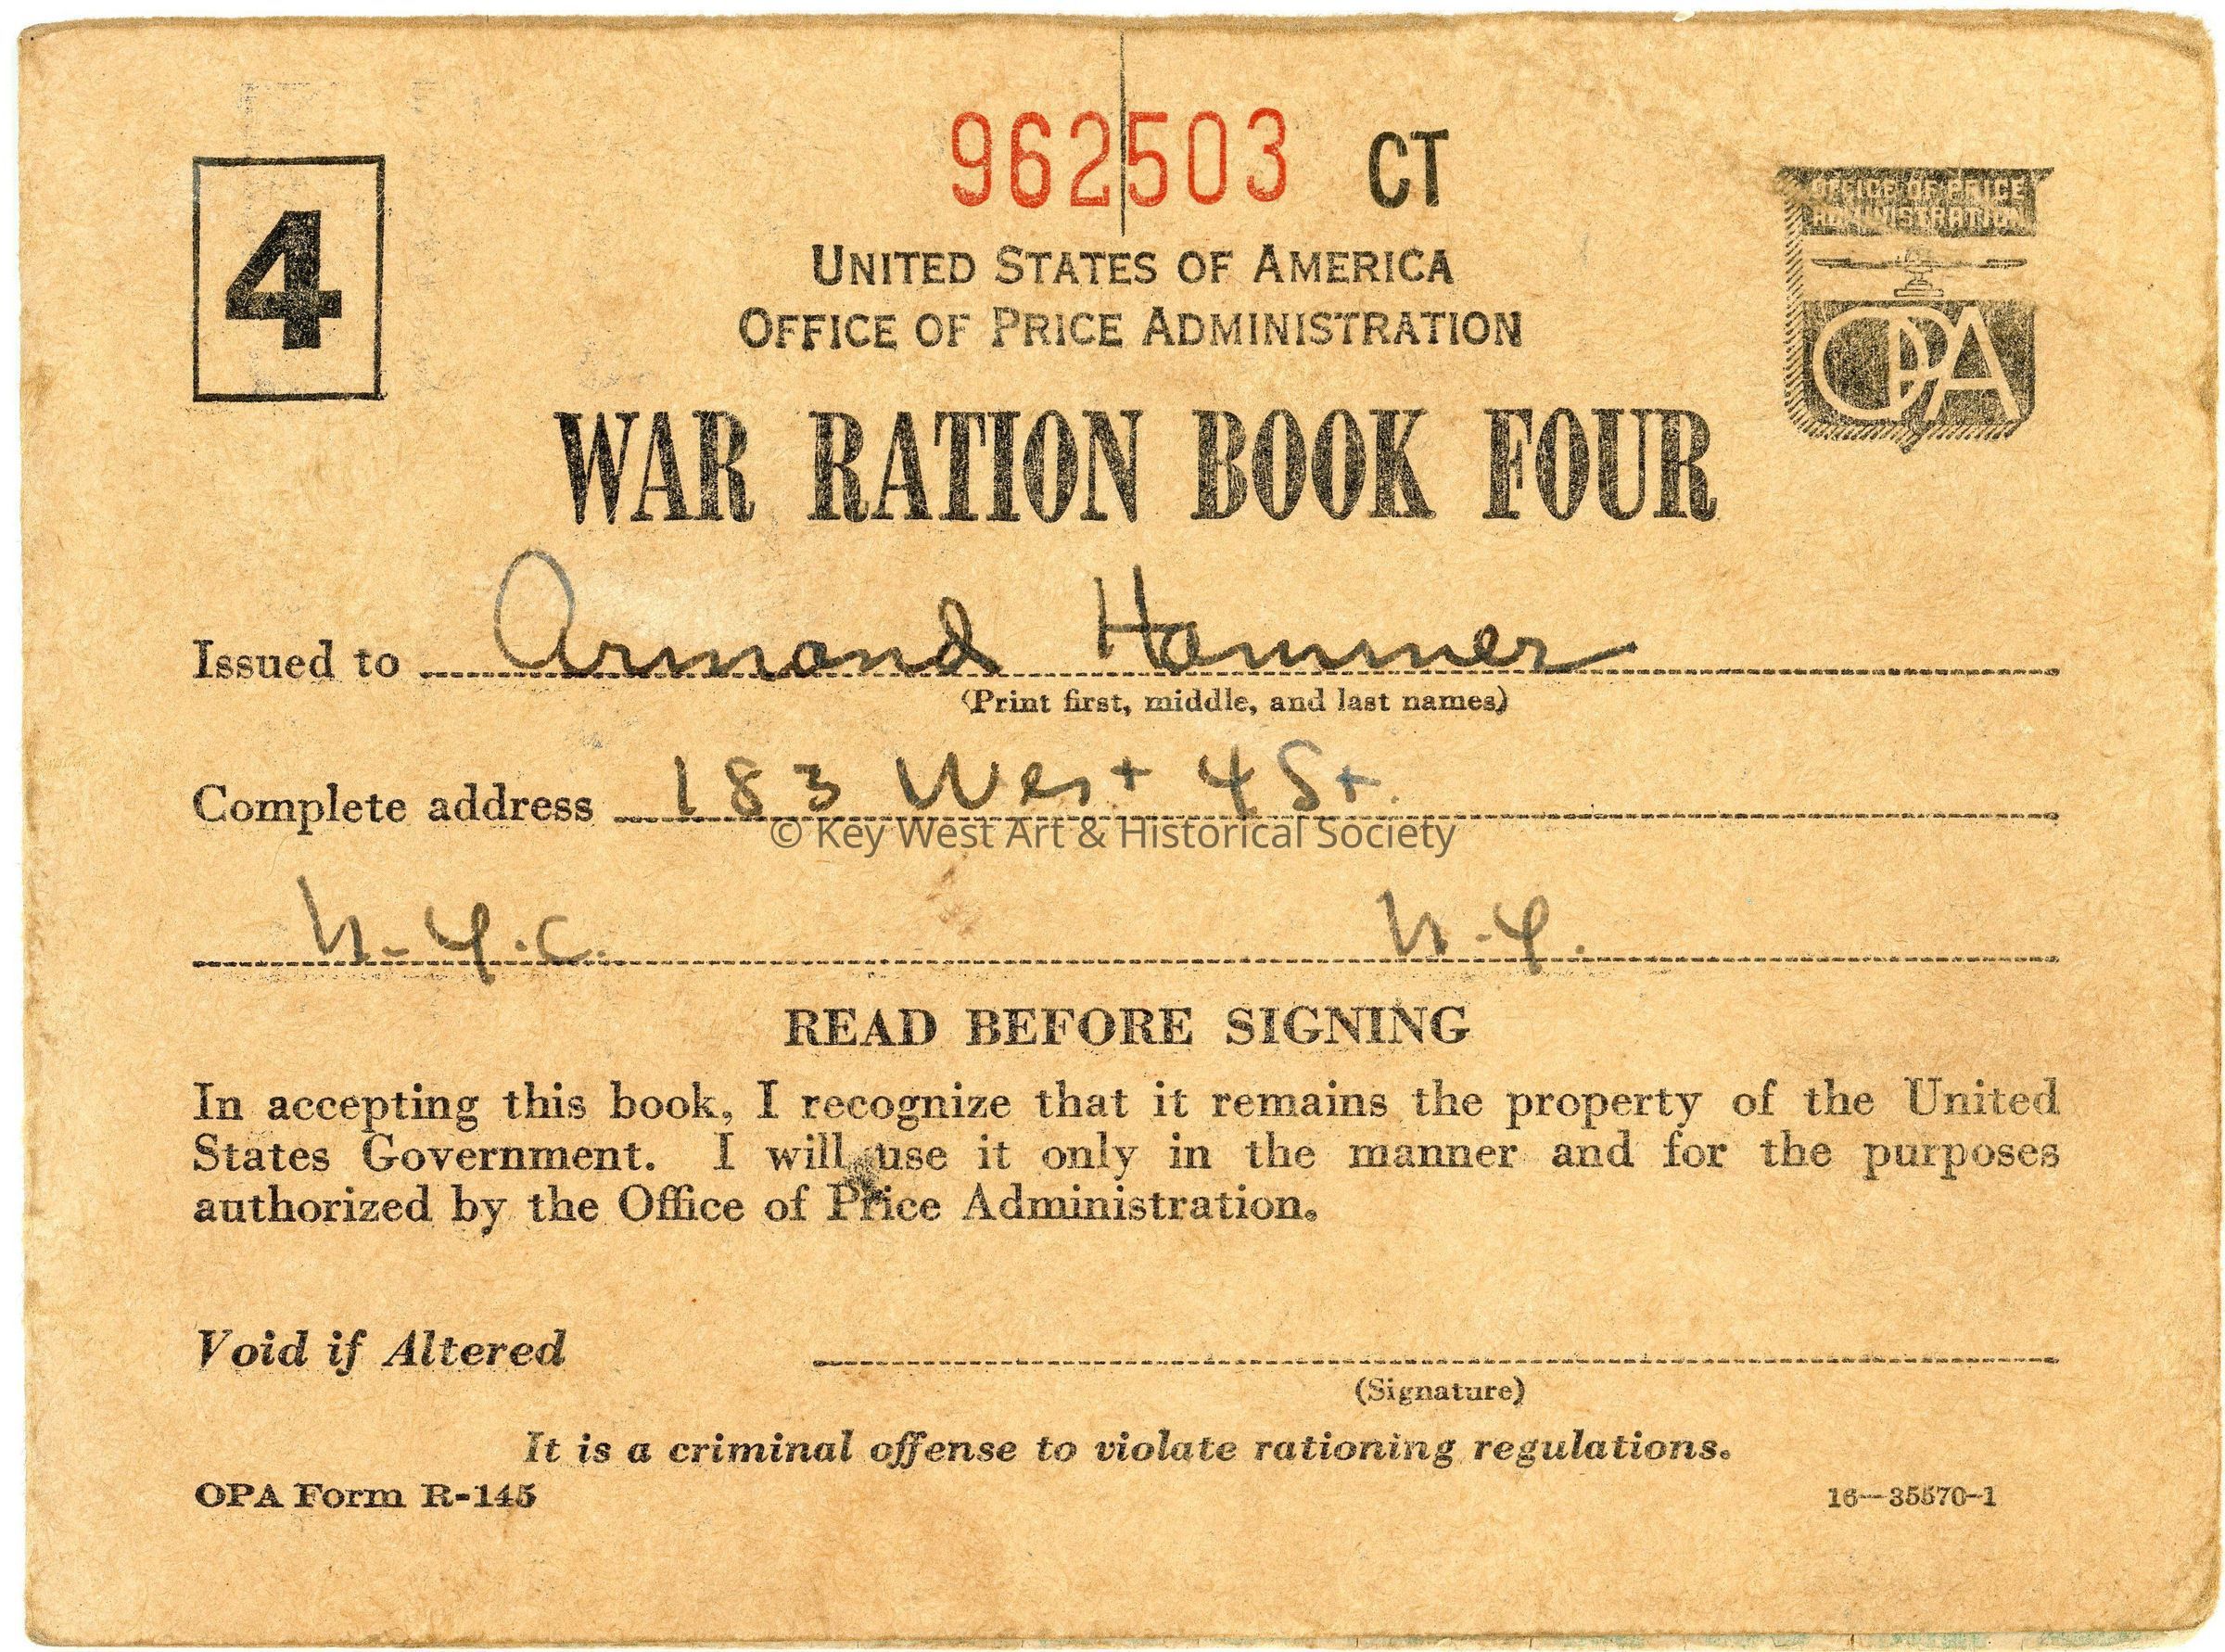 962503 CT
4
OFFICE OF PRICE
ADMINISTRATION
OPA
UNITED STATES OF AMERICA
OFFICE OF PRICE ADMINISTRATION
WAR RATION BOOK FOUR
Issued to Armand Hammer
(Print first, middle, and last names)
Complete address 183 West 4 St.
© Key West Art & Historical Society
N.Y.C. N.Y.
READ BEFORE SIGNING
In accepting this book, I recognize that it remains the property of the United
States Government. I will use it only in the manner and for the purposes
authorized by the Office of Price Administration.
Void if Altered
(Signature)
It is a criminal offense to violate rationing regulations.
OPA Form R-145 16—35570-1